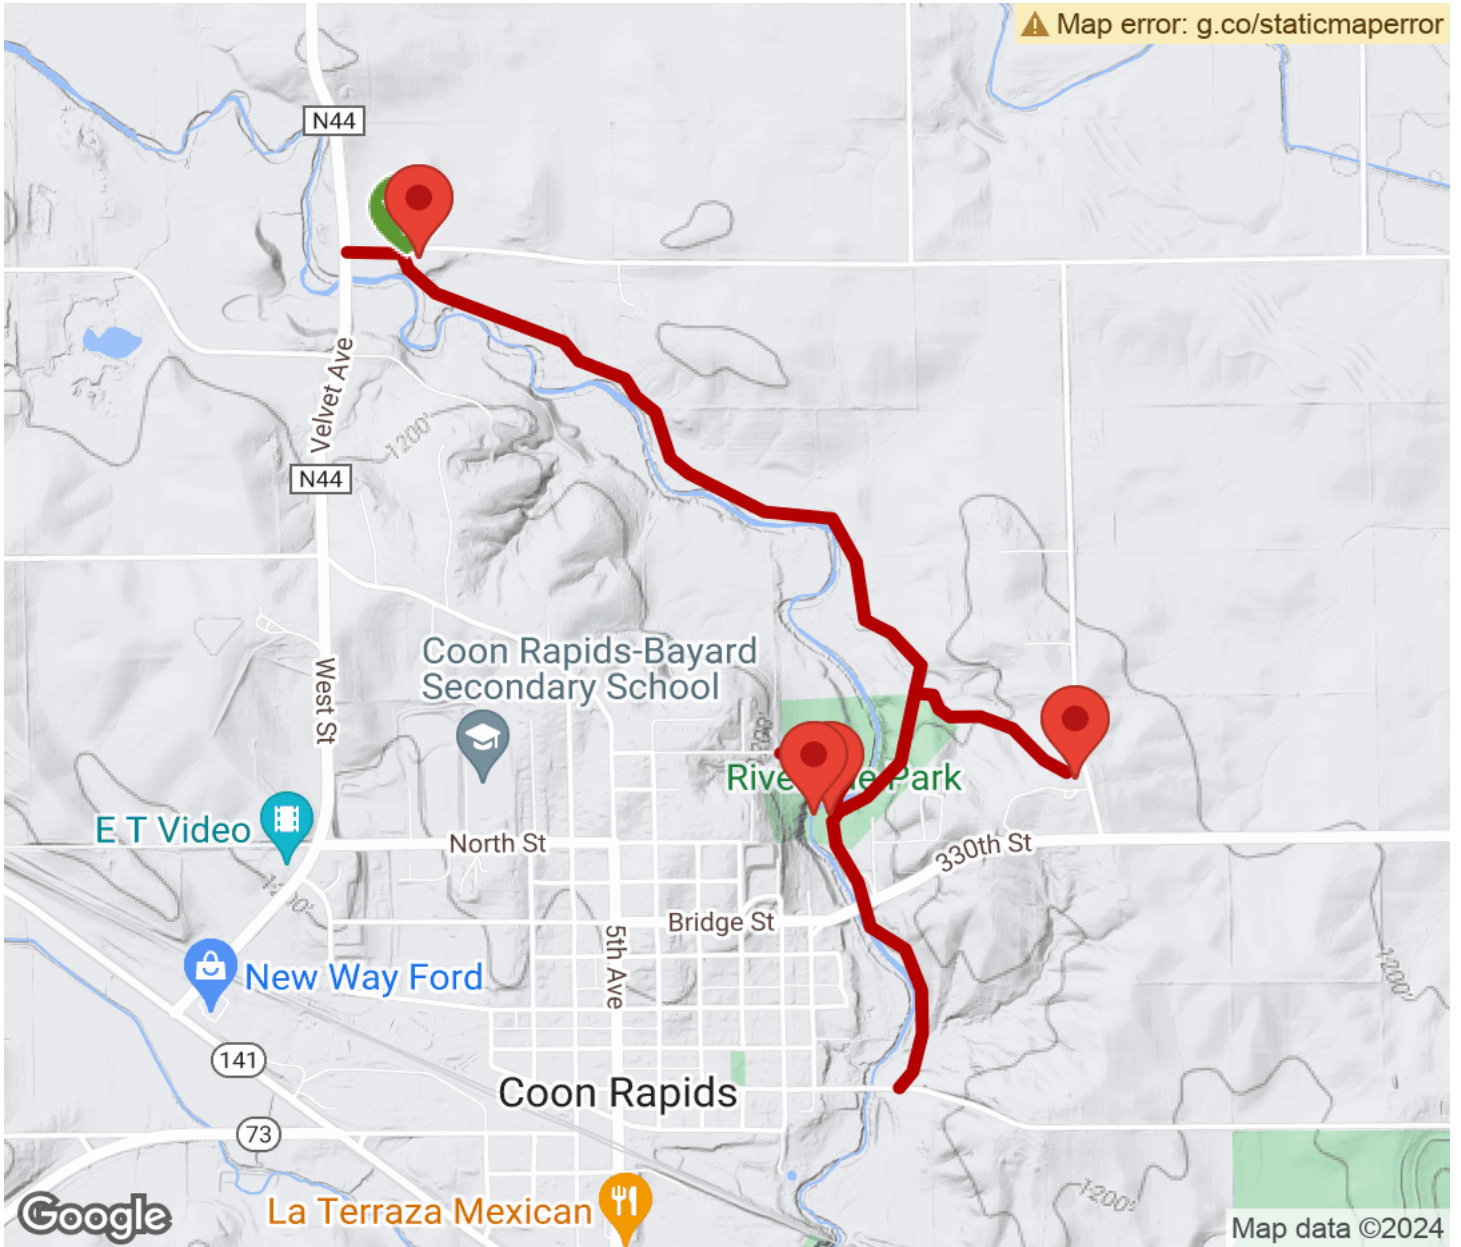 Map error: g.co/staticmaperror
N44
Velvet Ave
1200'
N44
Coon Rapids-Bayard
Secondary School
West St
Park
E T Video
North St
330th St
Bridge St
5th Ave
New Way Ford
1200'
141
Coon Rapids
73
La Terraza Mexican
1200'
Google
Map data ©2024